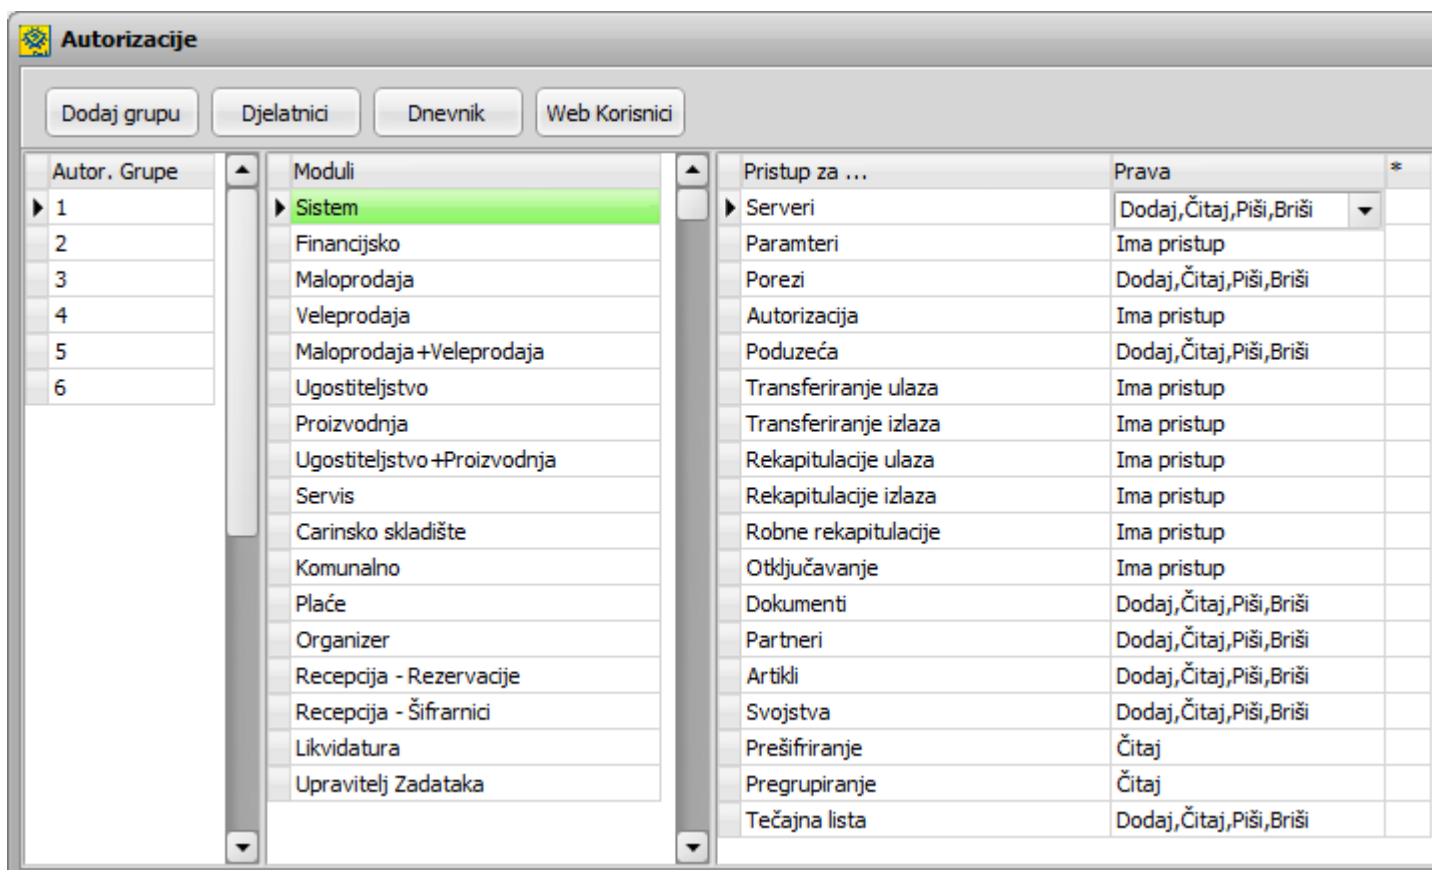 Autorizacije
Dodaj grupu Djelatnici Dnevnik Web Korisnici
Autor. Grupe Moduli Pristup za ... Prava *
1 Sistem Serveri Dodaj,Čitaj,Piši,Briši
2 Financijsko Paramteri Ima pristup
3 Maloprodaja Porezi Dodaj,Čitaj,Piši,Briši
4 Veleprodaja Autorizacija Ima pristup
5 Maloprodaja+Veleprodaja Poduzeća Dodaj,Čitaj,Piši,Briši
6 Ugostiteljstvo Transferiranje ulaza Ima pristup
Proizvodnja Transferiranje izlaza Ima pristup
Ugostiteljstvo+Proizvodnja Rekapitulacije ulaza Ima pristup
Servis Rekapitulacije izlaza Ima pristup
Carinsko skladište Robne rekapitulacije Ima pristup
Komunalno Otključavanje Ima pristup
Plaće Dokumenti Dodaj,Čitaj,Piši,Briši
Organizer Partneri Dodaj,Čitaj,Piši,Briši
Recepcija - Rezervacije Artikli Dodaj,Čitaj,Piši,Briši
Recepcija - Šifrarnici Svojstva Dodaj,Čitaj,Piši,Briši
Likvidatura Prešifriranje Čitaj
Upravitelj Zadataka Pregrupiranje Čitaj
Tečajna lista Dodaj,Čitaj,Piši,Briši